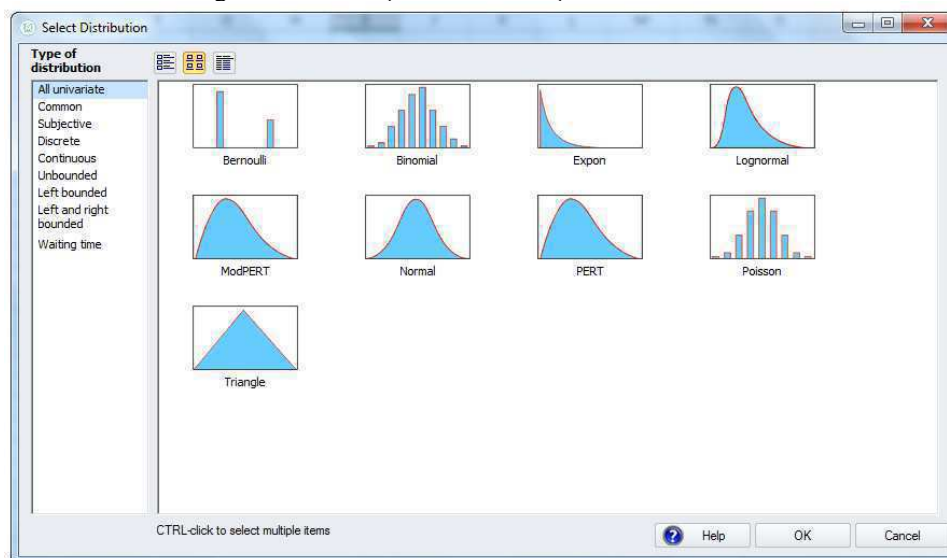 Select Distribution
Type of
distribution
All univariate
Common
Subjective
Discrete
Continuous
Unbounded
Left bounded
Left and right
bounded
Waiting time
Bernoulli
Binomial
Expon
Lognormal
ModPERT
Normal
PERT
Poisson
Triangle
CTRL-click to select multiple items
Help
OK
Cancel